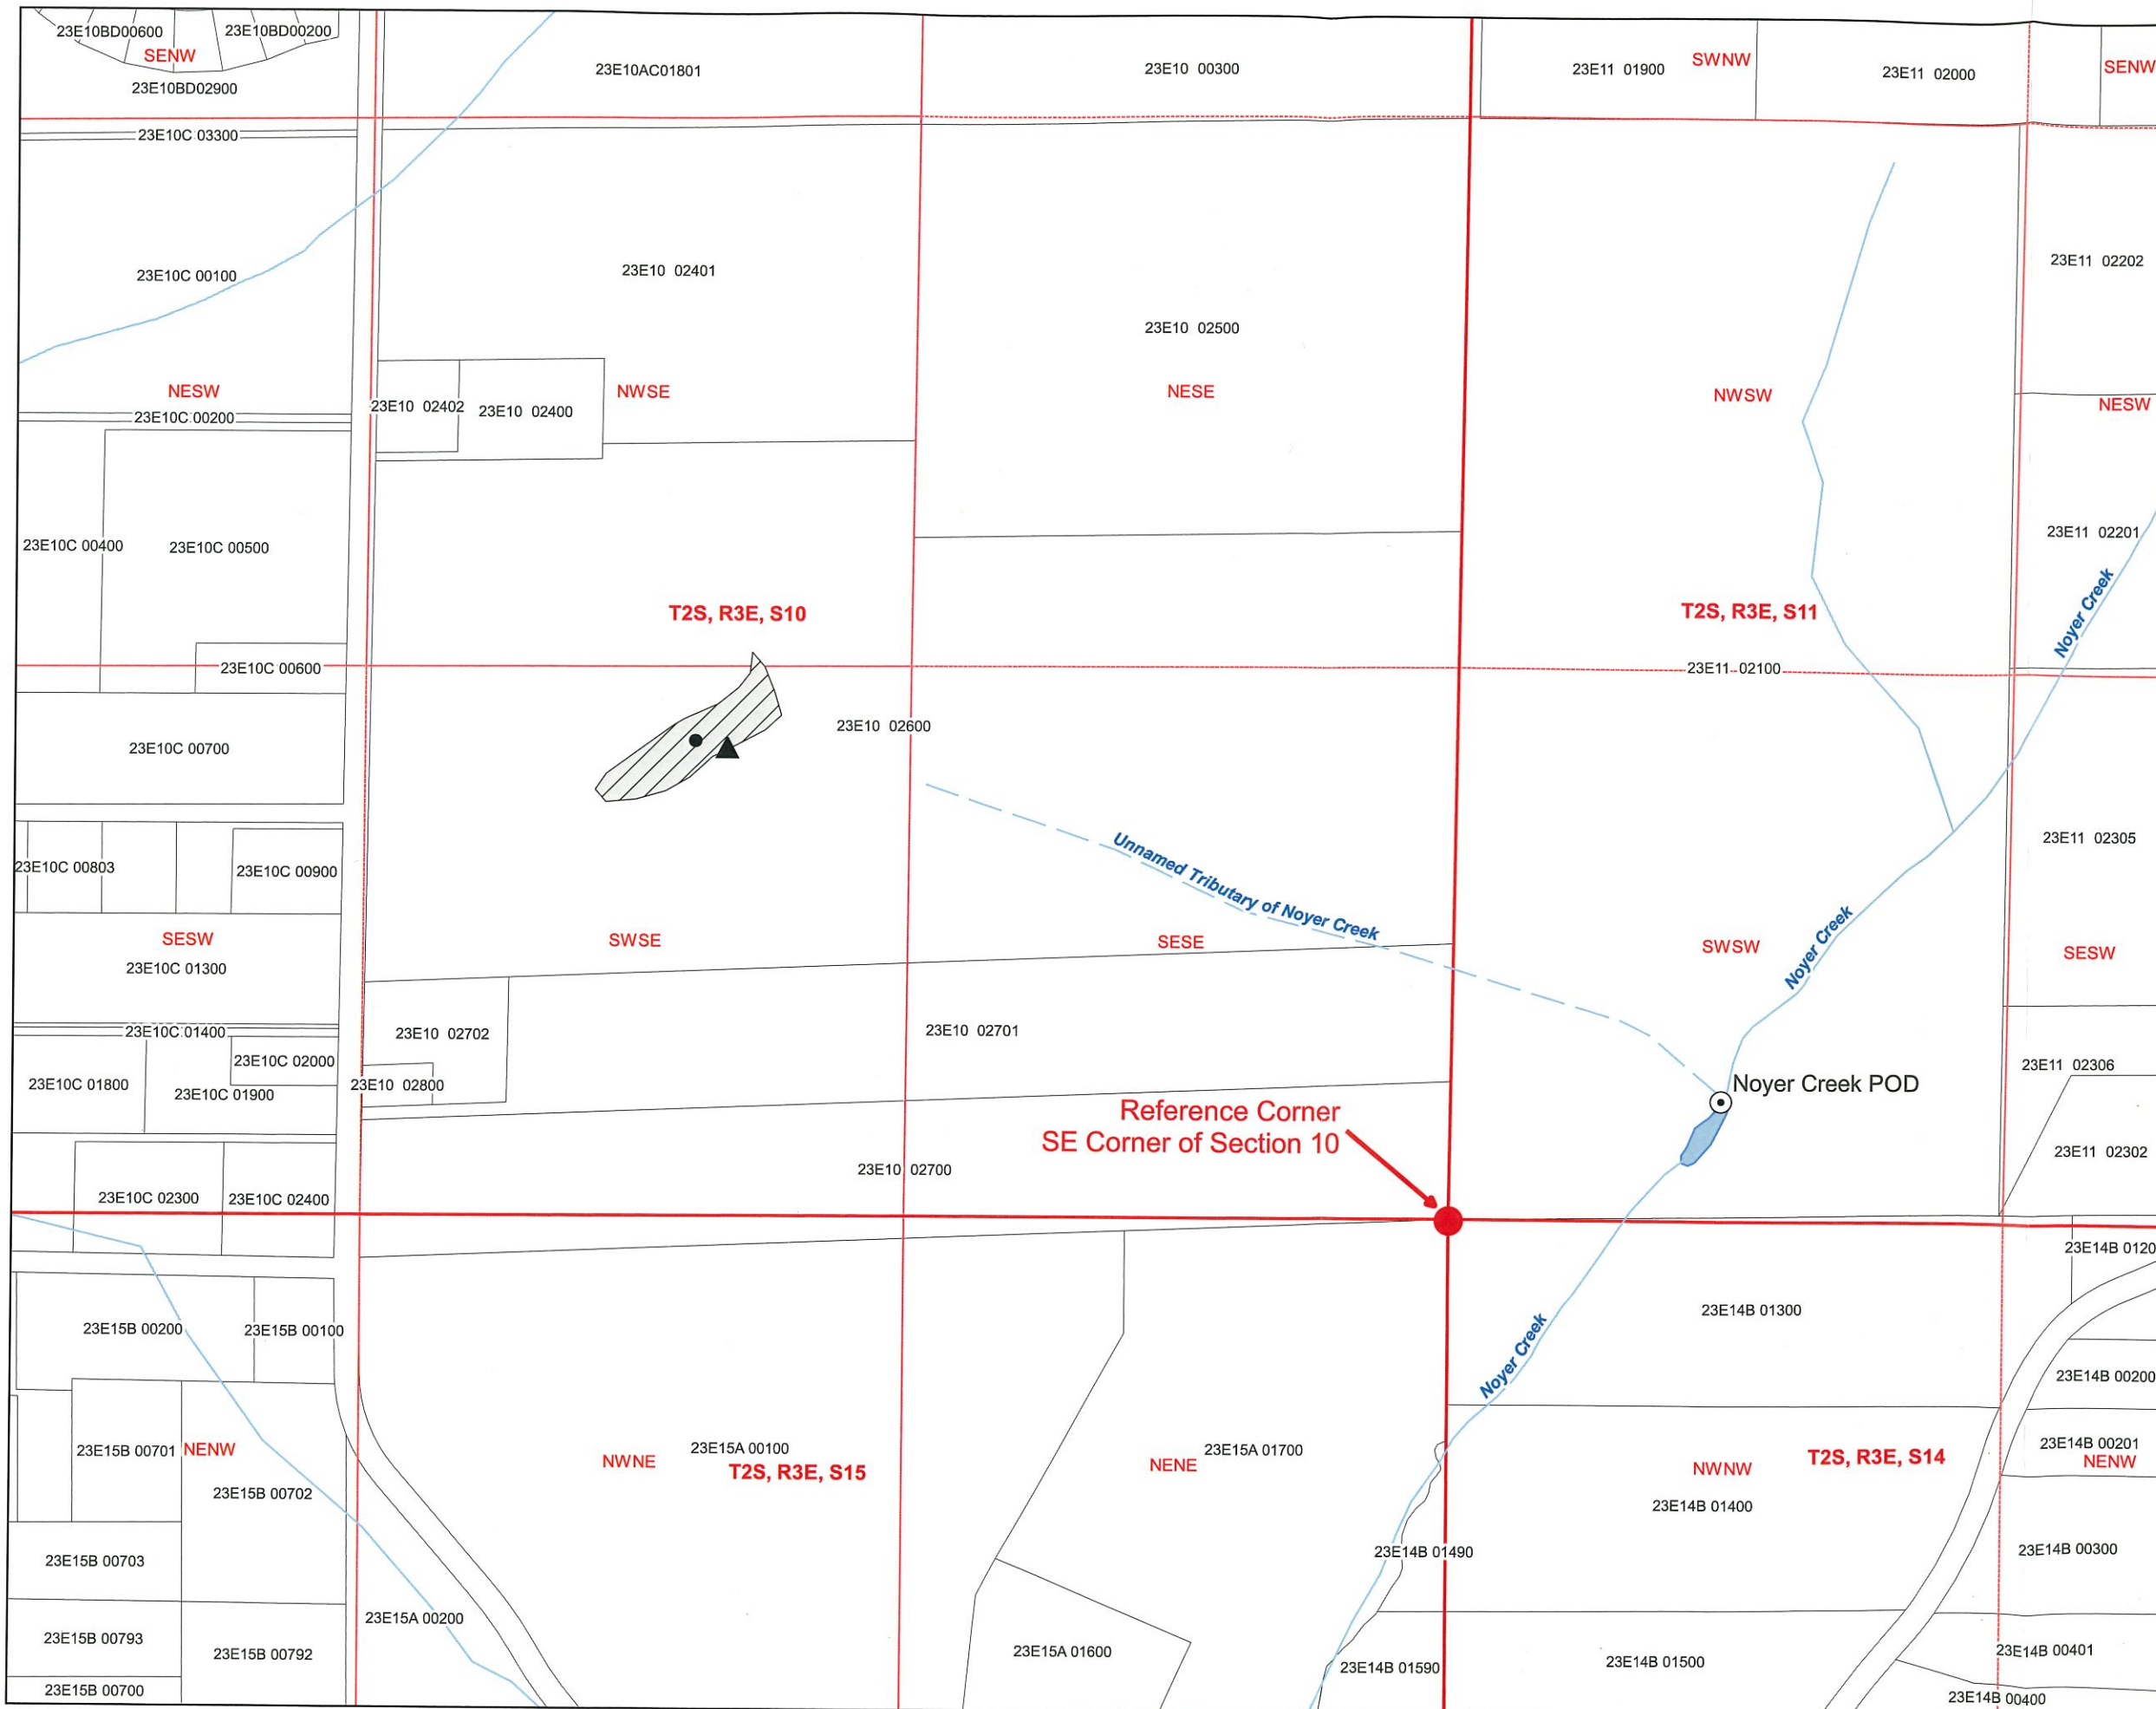 23E10BD00600
23E10BD00200
SENW
23E10BD02900
23E10AC01801
23E10 00300
23E11 01900
SWNW
23E11 02000
SENW
23E10C 03300
23E10C 00100
23E10 02401
23E10 02500
23E11 02202
NESW
23E10C 00200
23E10 02402
23E10 02400
NWSE
NESE
NWSW
NESW
23E10C 00400
23E10C 00500
23E11 02201
Noyer Creek
T2S, R3E, S10
T2S, R3E, S11
23E10C 00600
23E11 02100
23E10C 00700
23E10 02600
Unnamed Tributary of Noyer Creek
23E11 02305
23E10C 00803
23E10C 00900
SESW
23E10C 01300
SWSE
SESE
SWSW
Noyer Creek
SESW
23E10C 01400
23E10 02702
23E10 02701
23E10C 02000
23E10C 01800
23E10C 01900
23E10 02800
23E11 02306
Noyer Creek POD
Reference Corner
SE Corner of Section 10
23E11 02302
23E10 02700
23E10C 02300
23E10C 02400
23E14B 0120
23E15B 00200
23E15B 00100
23E14B 01300
Noyer Creek
23E14B 00200
23E15B 00701
NENW
NWNE
23E15A 00100
T2S, R3E, S15
NENE
23E15A 01700
NWNW
T2S, R3E, S14
23E14B 00201
NENW
23E15B 00702
23E14B 01400
23E15B 00703
23E14B 01490
23E14B 00300
23E15A 00200
23E15B 00793
23E15B 00792
23E15A 01600
23E14B 01590
23E14B 01500
23E14B 00401
23E15B 00700
23E14B 00400